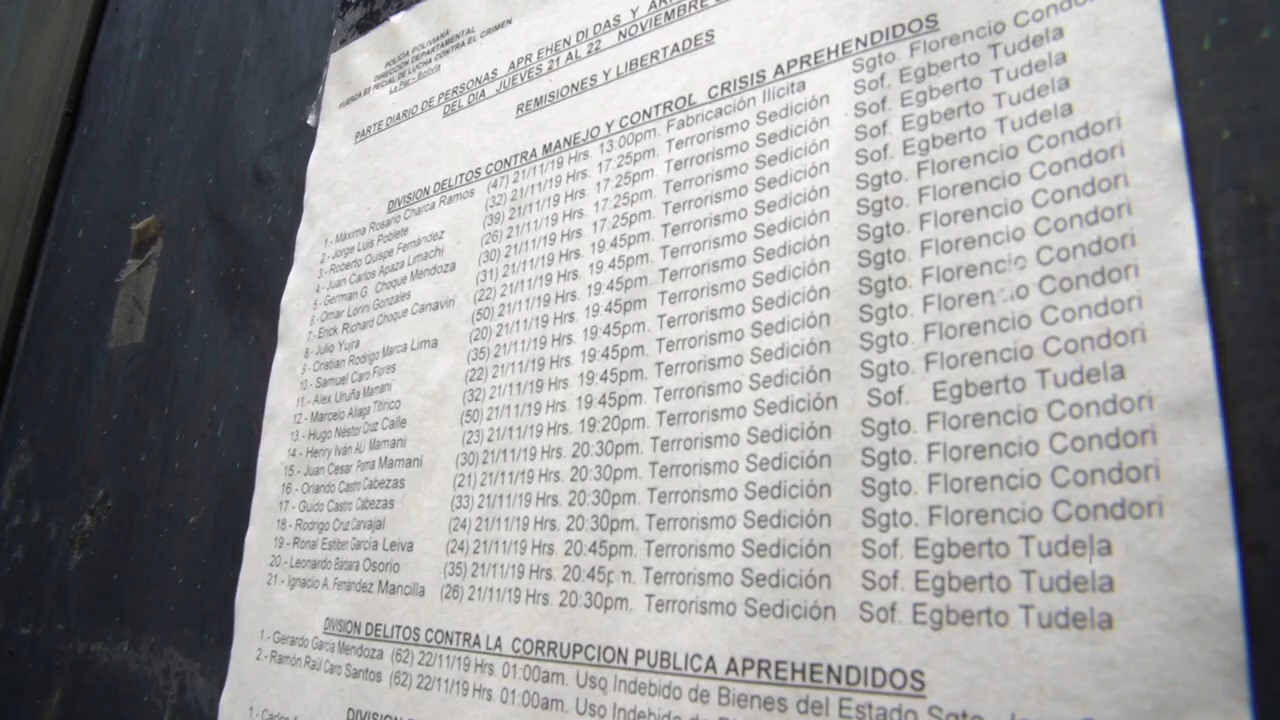 POLICIA BOLIVIANA
DIRECCION DEPARTAMENTAL
FUERZA ESPECIAL DE LUCHA CONTRA EL CRIMEN
La Paz - Bolivia
PARTE DIARIO DE PERSONAS APREHENDIDAS Y
DEL DIA JUEVES 21 AL 22 NOVIEMBRE
REMISIONES Y LIBERTADES
DIVISION DELITOS CONTRA MANEJO Y CONTROL CRISIS APREHENDIDOS
1.- Máxima Rosario Charca Ramos (47) 21/11/19 Hrs. 13:00pm. Fabricación Ilícita Sgto. Florencio Condori
2.- Jorge Luis Poblete (32) 21/11/19 Hrs. 17:25pm. Terrorismo Sedición Sof. Egberto Tudela
3.- Roberto Quispe Fernández (39) 21/11/19 Hrs. 17:25pm. Terrorismo Sedición Sof. Egberto Tudela
4.- Juan Carlos Apaza Limachi (26) 21/11/19 Hrs. 17:25pm. Terrorismo Sedición Sof. Egberto Tudela
5.- German G. Choque Mendoza (30) 21/11/19 Hrs. 17:25pm. Terrorismo Sedición Sof. Egberto Tudela
6.- Omar Lorini Gonzales (31) 21/11/19 Hrs. 19:45pm. Terrorismo Sedición Sgto. Florencio Condori
7.- Erick Richard Choque Canaviri (22) 21/11/19 Hrs. 19:45pm. Terrorismo Sedición Sgto. Florencio Condori
8.- Julio Yujra (50) 21/11/19 Hrs. 19:45pm. Terrorismo Sedición Sgto. Florencio Condori
9.- Cristian Rodrigo Marca Lima (20) 21/11/19 Hrs. 19:45pm. Terrorismo Sedición Sgto. Florencio Condori
10.- Samuel Caro Flores (35) 21/11/19 Hrs. 19:45pm. Terrorismo Sedición Sgto. Florencio Condori
11.- Alex Uruña Mamani (22) 21/11/19 Hrs. 19:45pm. Terrorismo Sedición Sgto. Florencio Condori
12.- Marcelo Aliaga Titirico (32) 21/11/19 Hrs. 19:45pm. Terrorismo Sedición Sgto. Florencio Condori
13.- Hugo Néstor Cruz Calle (50) 21/11/19 Hrs. 19:45pm. Terrorismo Sedición Sgto. Florencio Condori
14.- Henry Iván Alí Mamani (23) 21/11/19 Hrs. 19:20pm. Terrorismo Sedición Sof. Egberto Tudela
15.- Juan Cesar Poma Mamani (30) 21/11/19 Hrs. 20:30pm. Terrorismo Sedición Sgto. Florencio Condori
16.- Orlando Castro Cabezas (21) 21/11/19 Hrs. 20:30pm. Terrorismo Sedición Sgto. Florencio Condori
17.- Guido Castro Cabezas (33) 21/11/19 Hrs. 20:30pm. Terrorismo Sedición Sgto. Florencio Condori
18.- Rodrigo Cruz Carvajal (24) 21/11/19 Hrs. 20:30pm. Terrorismo Sedición Sgto. Florencio Condori
19.- Ronal Estiben García Leiva (24) 21/11/19 Hrs. 20:45pm. Terrorismo Sedición Sof. Egberto Tudela
20.- Leonardo Barbara Osorio (35) 21/11/19 Hrs. 20:45pm. Terrorismo Sedición Sof. Egberto Tudela
21.- Ignacio A. Fernández Mancilla (26) 21/11/19 Hrs. 20:30pm. Terrorismo Sedición Sof. Egberto Tudela
DIVISION DELITOS CONTRA LA CORRUPCION PUBLICA APREHENDIDOS
1.- Gerardo García Mendoza (62) 22/11/19 Hrs. 01:00am. Uso Indebido de Bienes del Estado Sgto.
2.- Ramón Raúl Caro Santos (62) 22/11/19 Hrs. 01:00am. Uso Indebido de
DIVISION